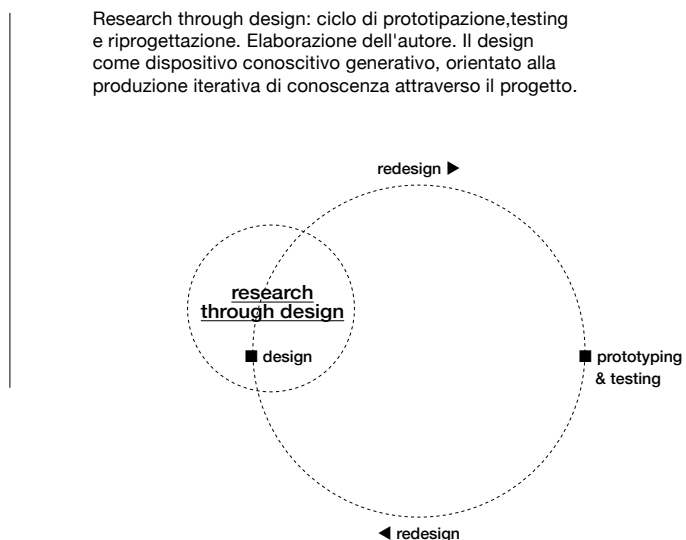 Research through design: ciclo di prototipazione,testing
e riprogettazione. Elaborazione dell'autore. Il design
come dispositivo conoscitivo generativo, orientato alla
produzione iterativa di conoscenza attraverso il progetto.
redesign ▶
research
through design
■ design
■ prototyping
& testing
◀ redesign